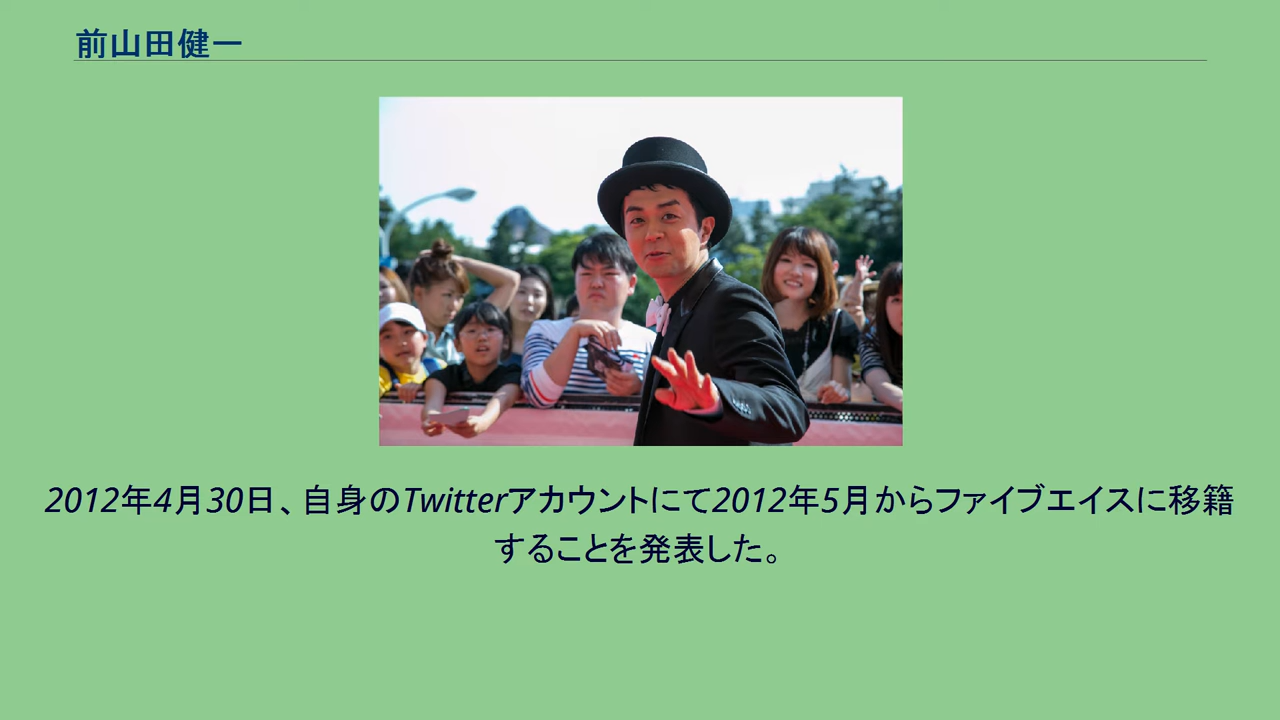 前山田健一
2012年4月30日、自身のTwitterアカウントにて2012年5月からファイブエイスに移籍
することを発表した。